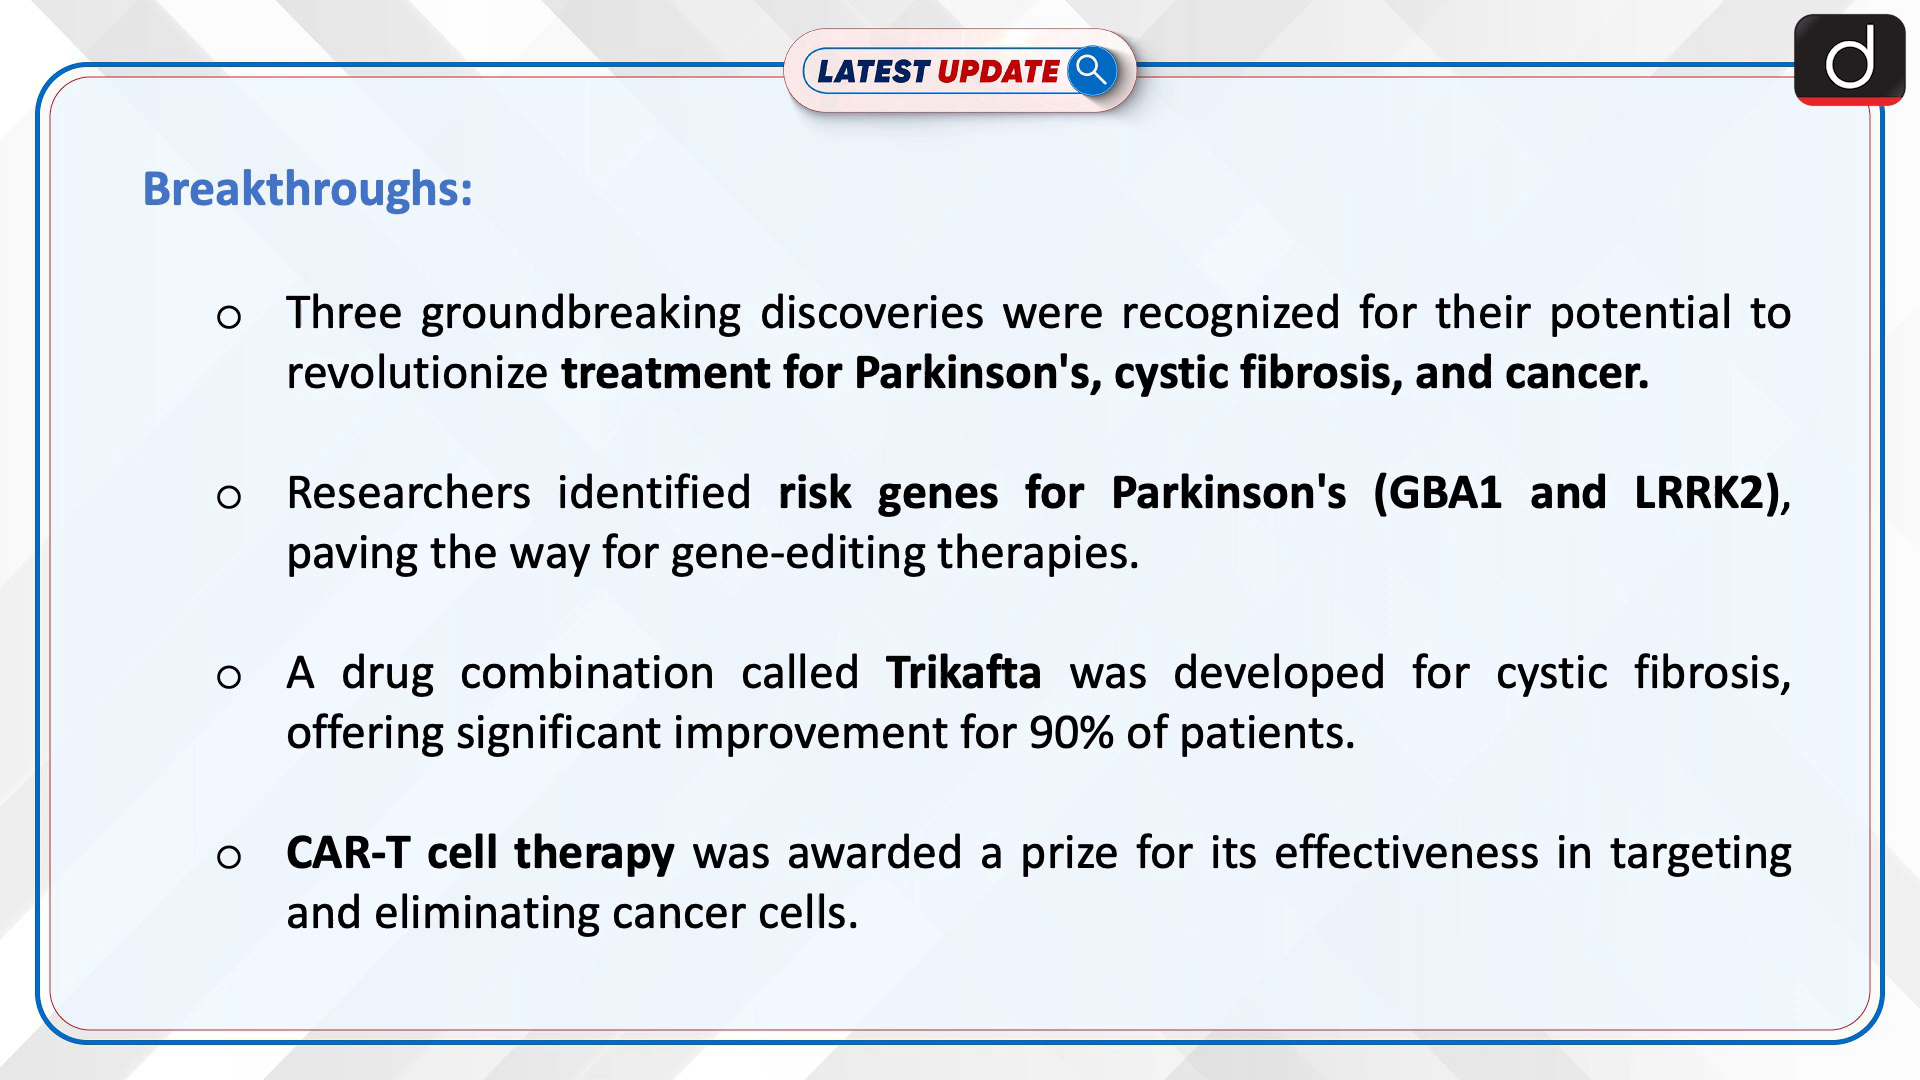 LATEST UPDATE
d
Breakthroughs:
o Three groundbreaking discoveries were recognized for their potential to
revolutionize treatment for Parkinson's, cystic fibrosis, and cancer.
o Researchers identified risk genes for Parkinson's (GBA1 and LRRK2),
paving the way for gene-editing therapies.
o A drug combination called Trikafta was developed for cystic fibrosis,
offering significant improvement for 90% of patients.
o CAR-T cell therapy was awarded a prize for its effectiveness in targeting
and eliminating cancer cells.